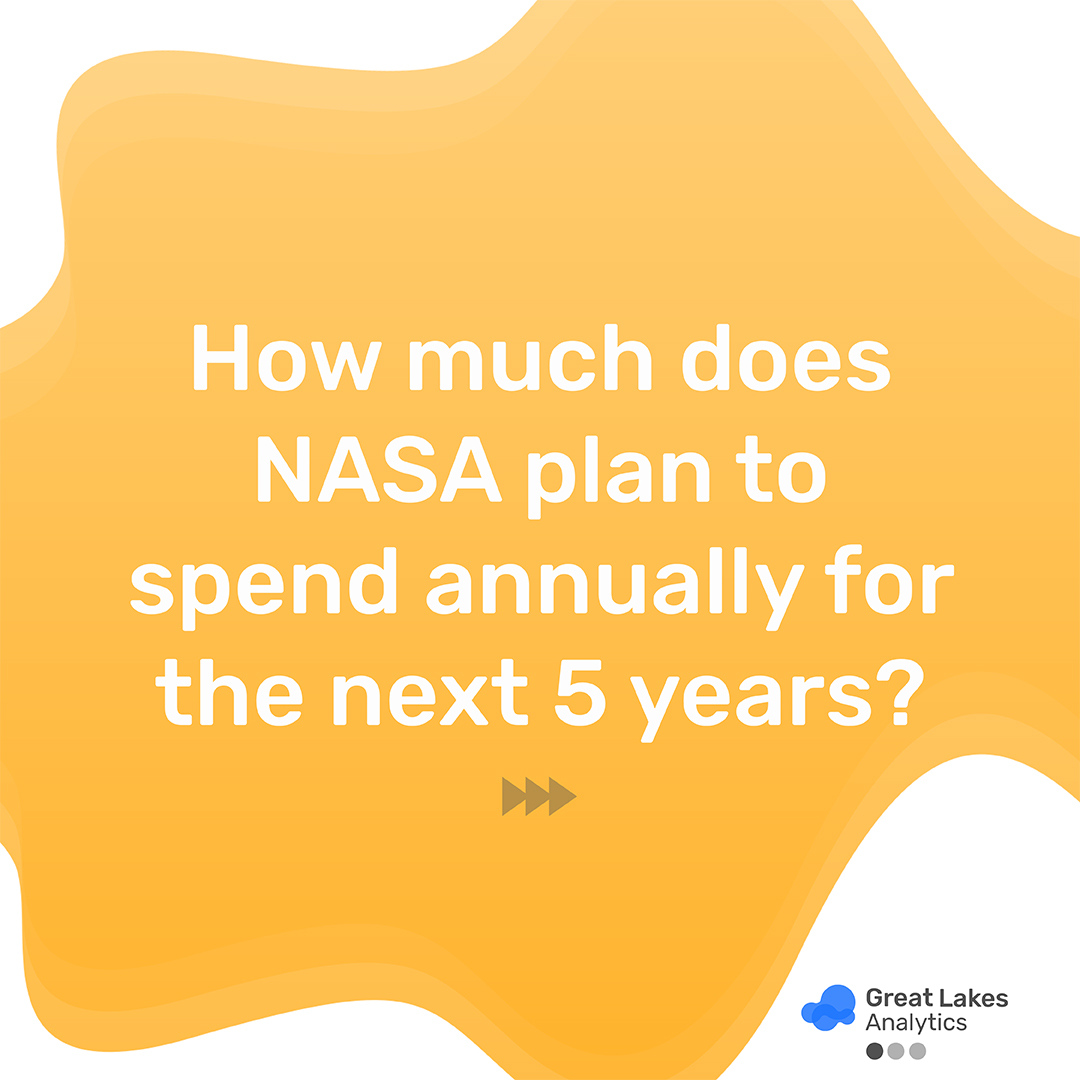 How much does
NASA plan to
spend annually for
the next 5 years?
Great Lakes
Analytics